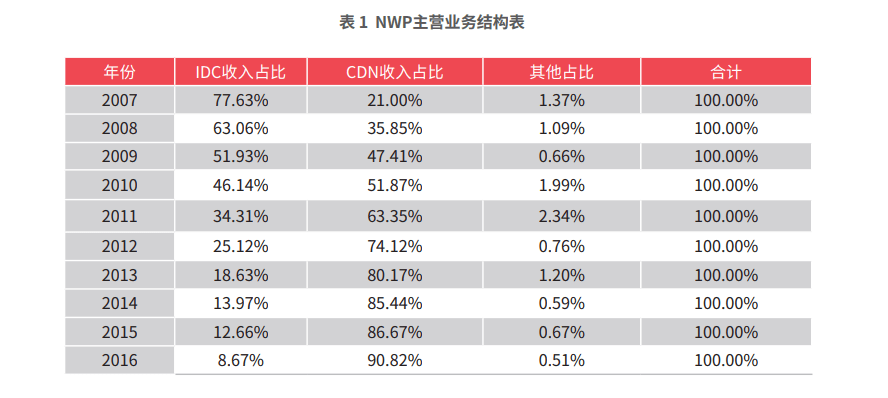 表 1 NWP主营业务结构表
年份 IDC收入占比 CDN收入占比 其他占比 合计
2007 77.63% 21.00% 1.37% 100.00%
2008 63.06% 35.85% 1.09% 100.00%
2009 51.93% 47.41% 0.66% 100.00%
2010 46.14% 51.87% 1.99% 100.00%
2011 34.31% 63.35% 2.34% 100.00%
2012 25.12% 74.12% 0.76% 100.00%
2013 18.63% 80.17% 1.20% 100.00%
2014 13.97% 85.44% 0.59% 100.00%
2015 12.66% 86.67% 0.67% 100.00%
2016 8.67% 90.82% 0.51% 100.00%